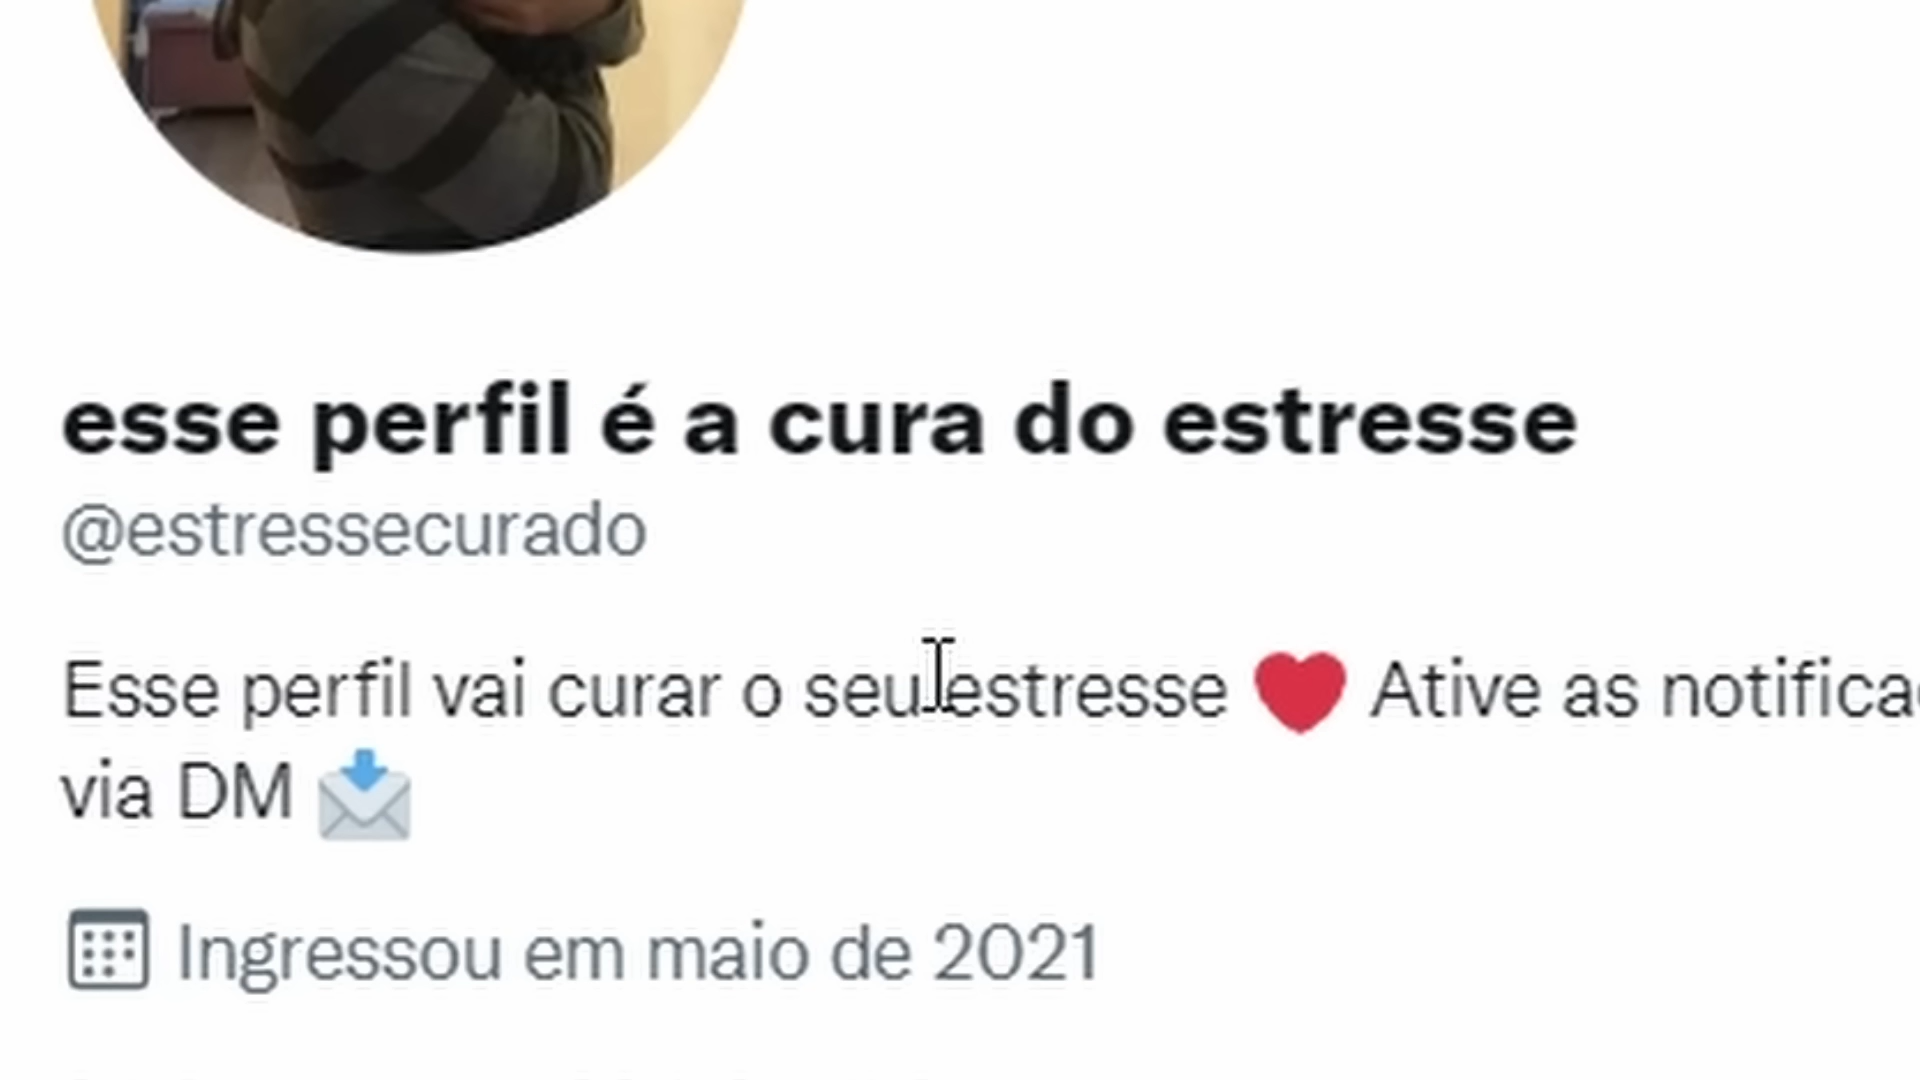 esse perfil é a cura do estresse
@estressecurado
Esse perfil vai curar o seu estresse ❤️ Ative as
via DM 📩
Ingressou em maio de 2021